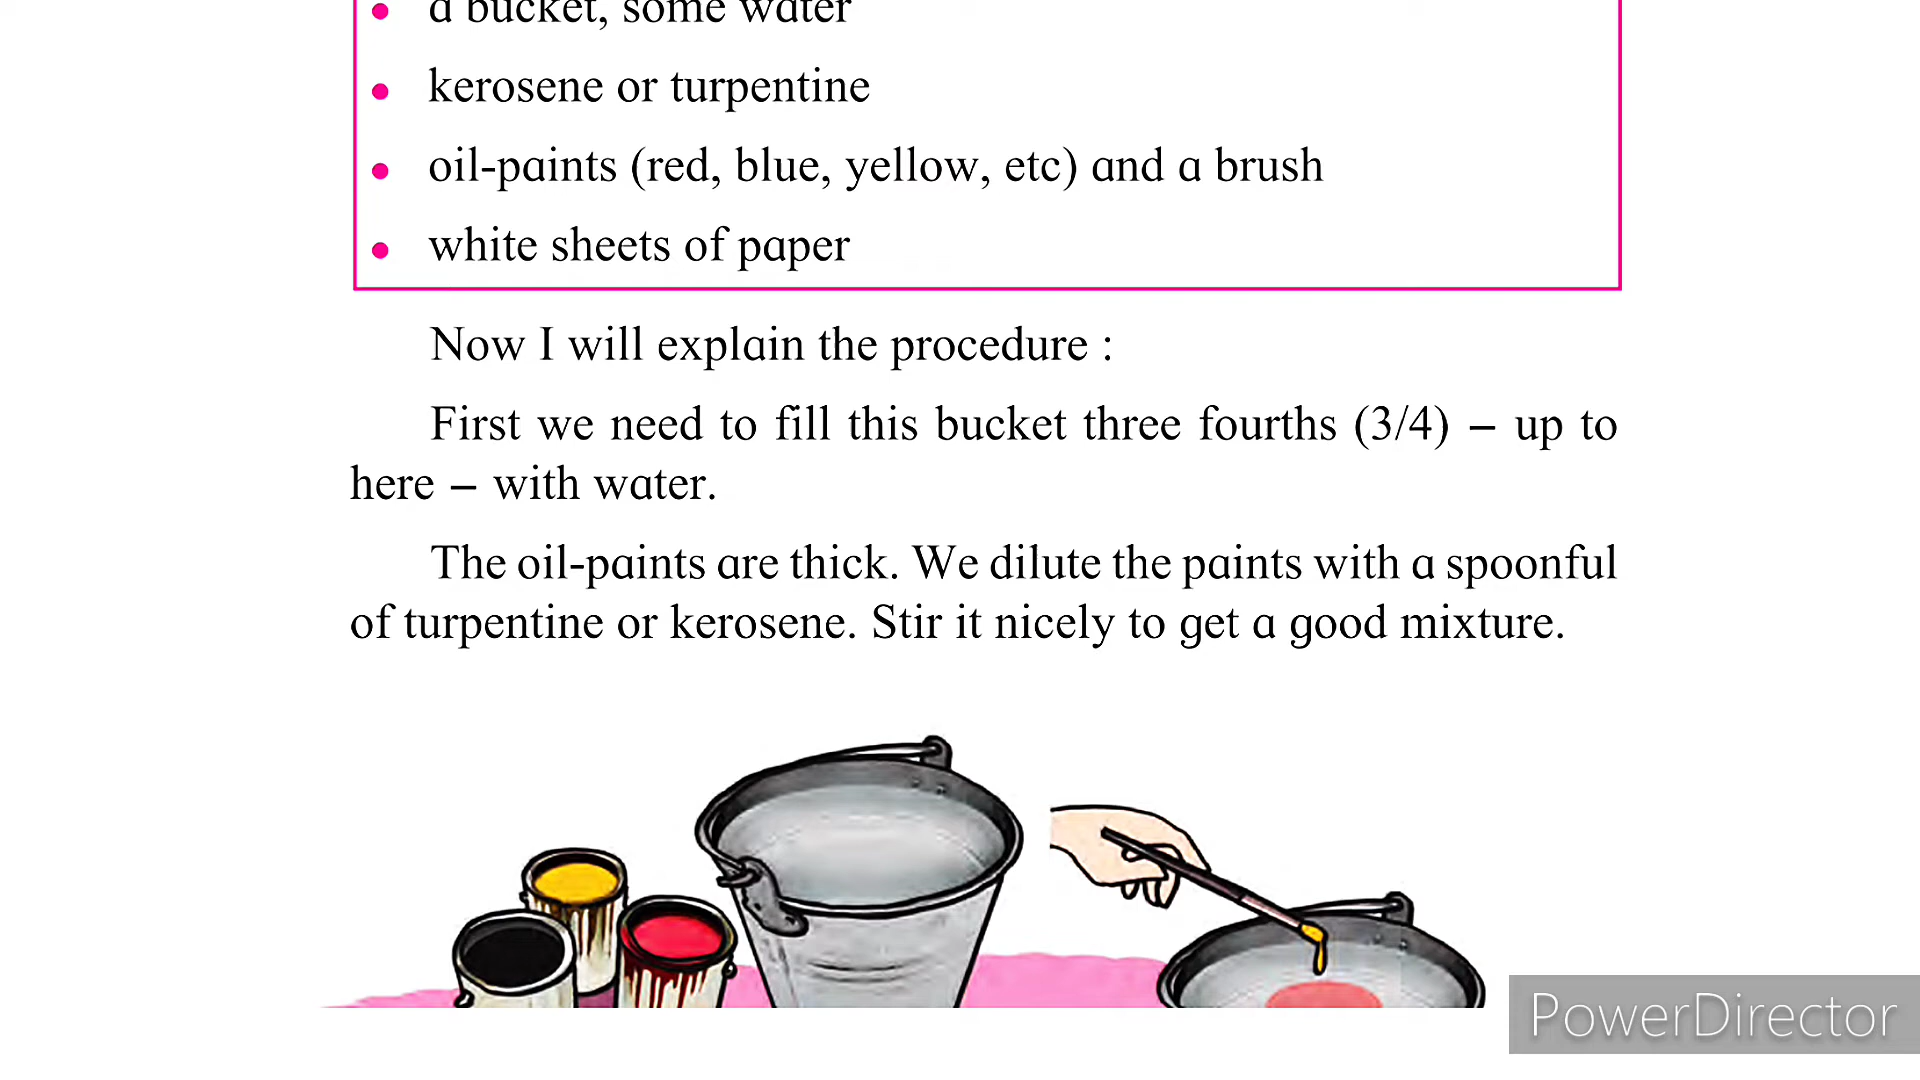 a bucket, some water
kerosene or turpentine
oil-paints (red, blue, yellow, etc) and a brush
white sheets of paper
Now I will explain the procedure :
First we need to fill this bucket three fourths (3/4) – up to
here – with water.
The oil-paints are thick. We dilute the paints with a spoonful
of turpentine or kerosene. Stir it nicely to get a good mixture.
PowerDirector